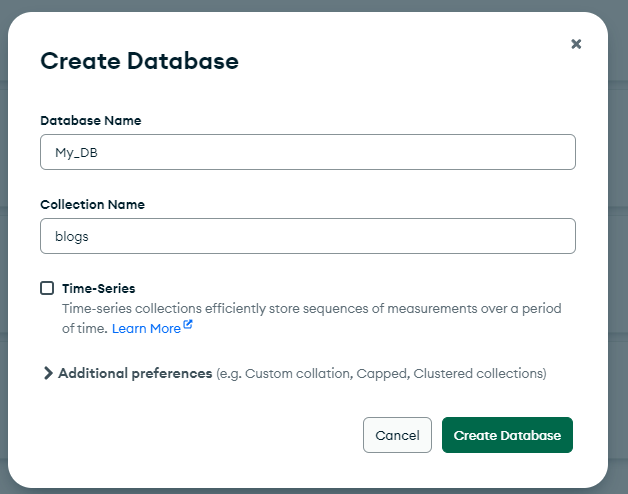 Create Database
Database Name
My_DB
Collection Name
blogs
Time-Series
Time-series collections efficiently store sequences of measurements over a period
of time. Learn More
Additional preferences (e.g. Custom collation, Capped, Clustered collections)
Cancel Create Database